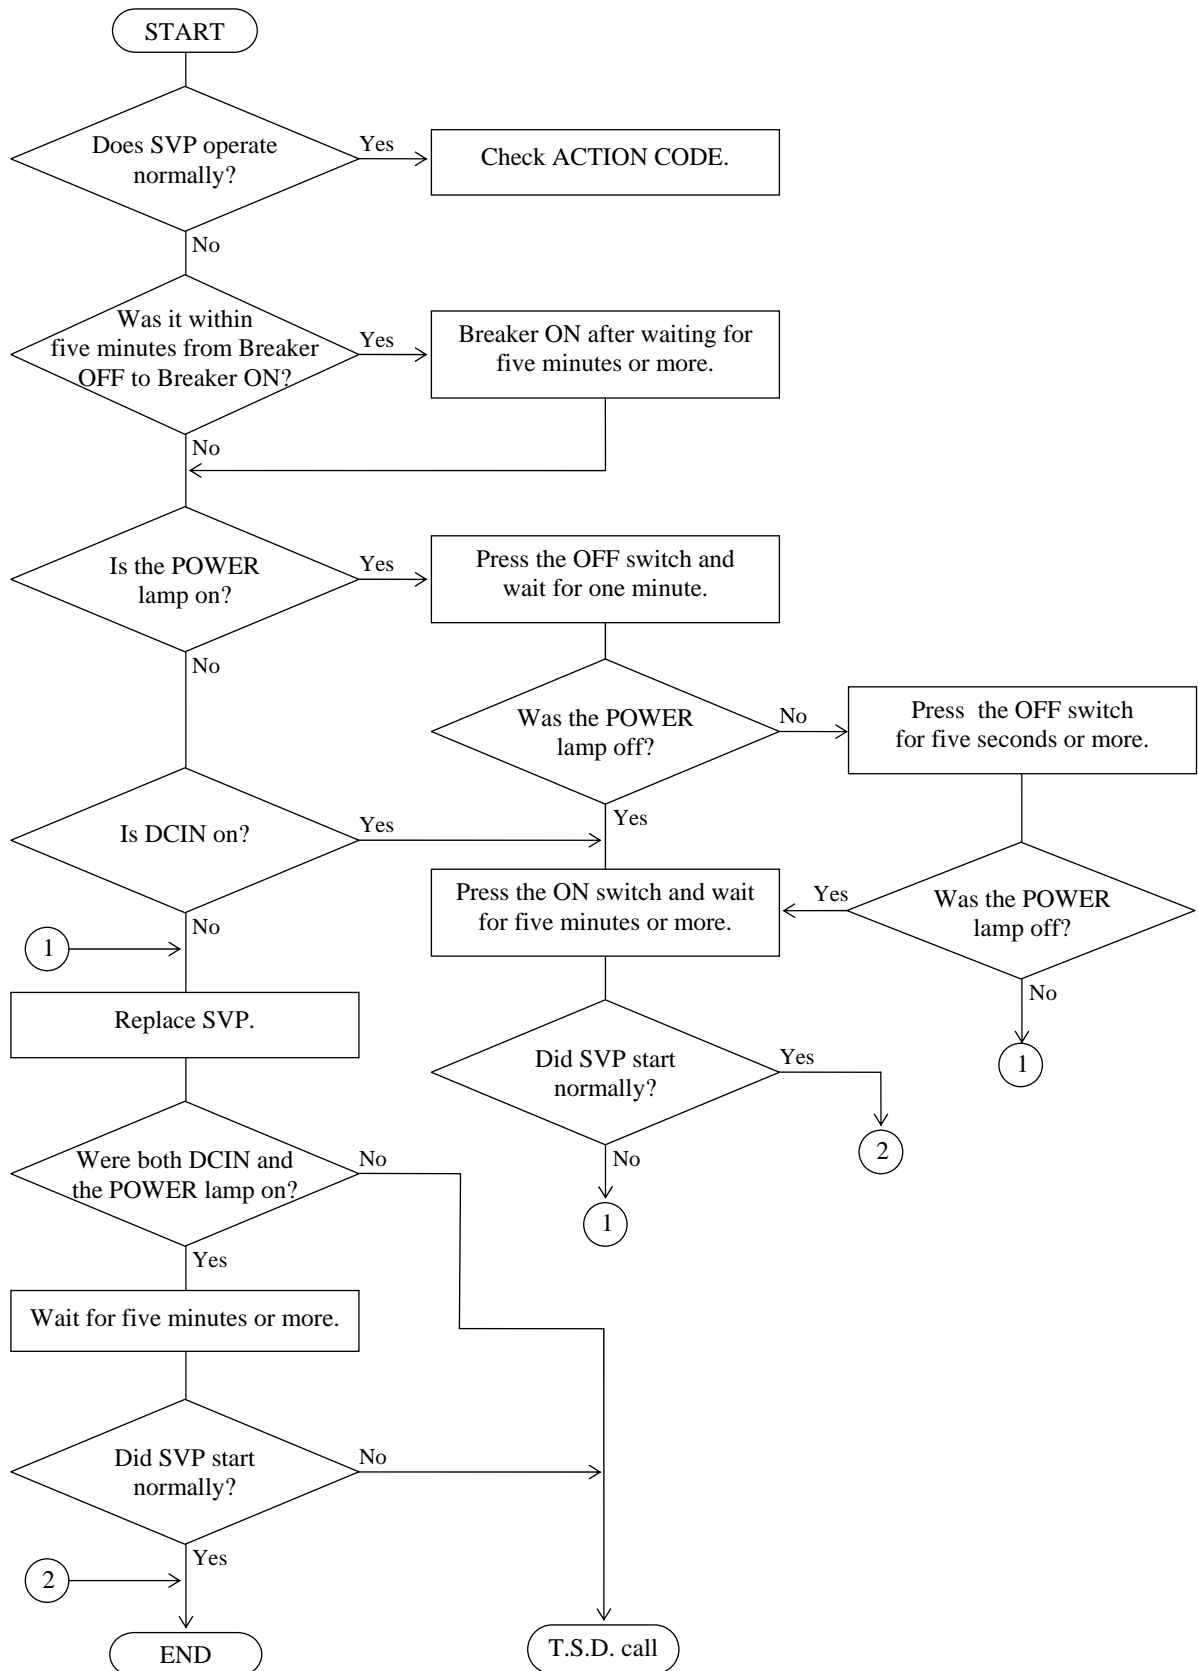 START
Does SVP operate
normally?
Yes
Check ACTION CODE.
No
Was it within
five minutes from Breaker
OFF to Breaker ON?
Yes
Breaker ON after waiting for
five minutes or more.
No
Is the POWER
lamp on?
Yes
Press the OFF switch and
wait for one minute.
No
Was the POWER
lamp off?
No
Press the OFF switch
for five seconds or more.
Yes
Is DCIN on?
Yes
Press the ON switch and wait
for five minutes or more.
Yes
Was the POWER
lamp off?
No
No
1
1
Replace SVP.
Did SVP start
normally?
Yes
2
No
1
Were both DCIN and
the POWER lamp on?
No
Yes
Wait for five minutes or more.
Did SVP start
normally?
No
Yes
2
END
T.S.D. call